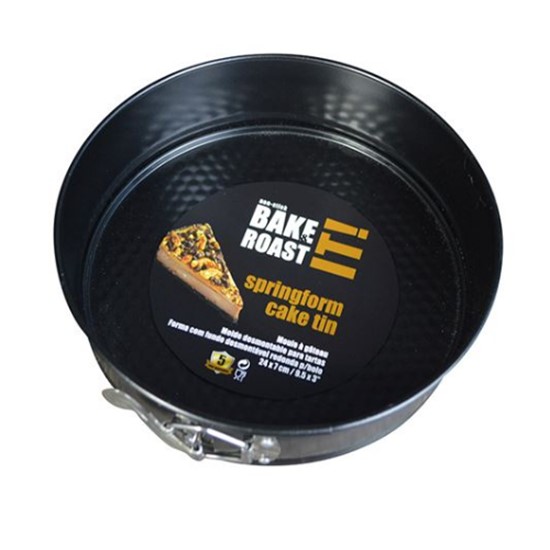 non-stick
BAKE
&
ROAST
IT!
springform
cake tin
Moule à gâteau
Molde desmontable para tartas
Forma com fundo desmontável redonda p/bolo
24 x 7 cm / 9.5 x 3"
5